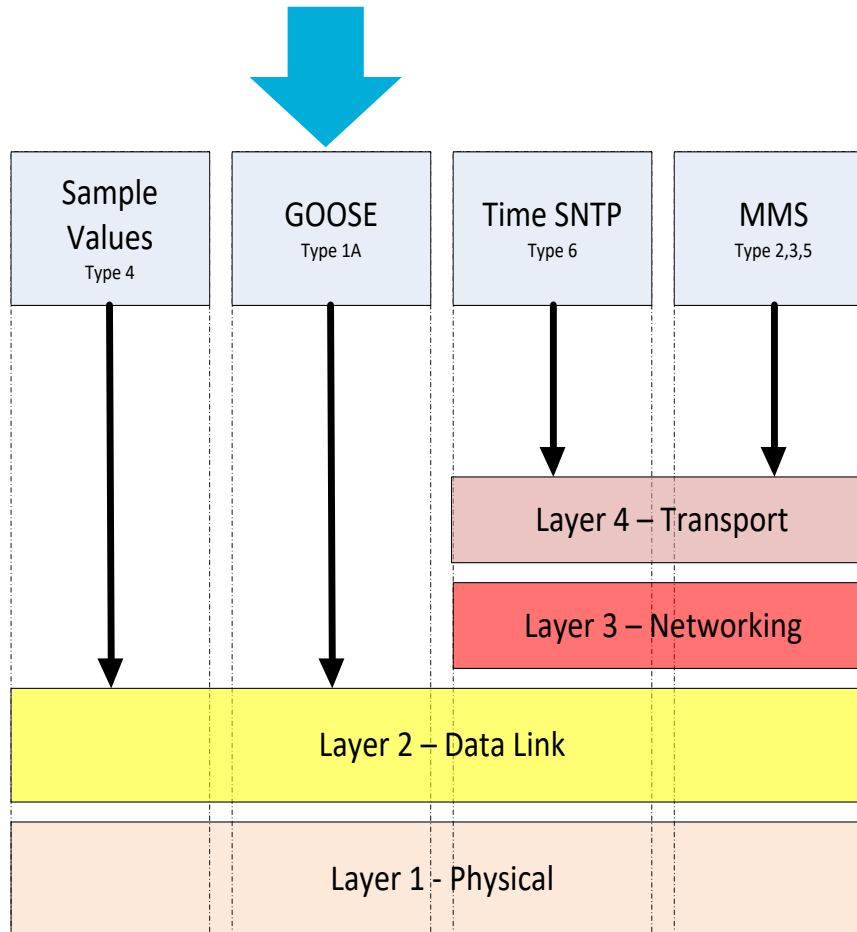 Sample
Values
Type 4
GOOSE
Type 1A
Time SNTP
Type 6
MMS
Type 2,3,5
Layer 4 – Transport
Layer 3 – Networking
Layer 2 – Data Link
Layer 1 - Physical